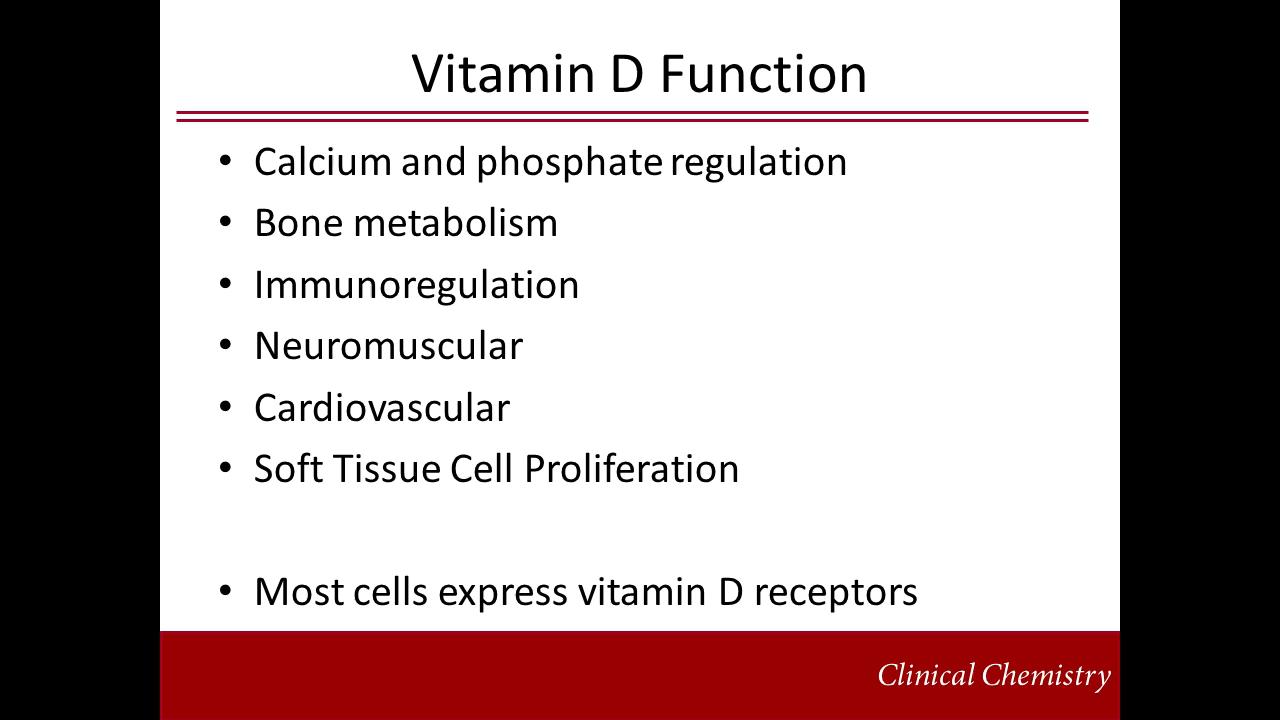 Vitamin D Function
• Calcium and phosphate regulation
• Bone metabolism
• Immunoregulation
• Neuromuscular
• Cardiovascular
• Soft Tissue Cell Proliferation
• Most cells express vitamin D receptors
Clinical Chemistry